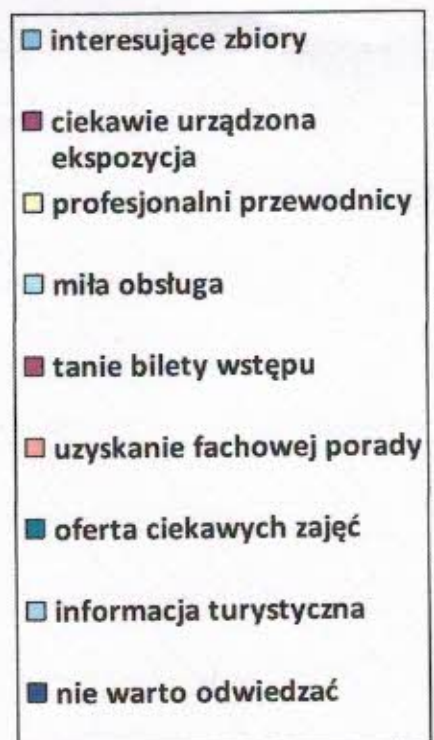 interesujące zbiory
ciekawie urządzona
ekspozycja
profesjonalni przewodnicy
miła obsługa
tanie bilety wstępu
uzyskanie fachowej porady
oferta ciekawych zajęć
informacja turystyczna
nie warto odwiedzać